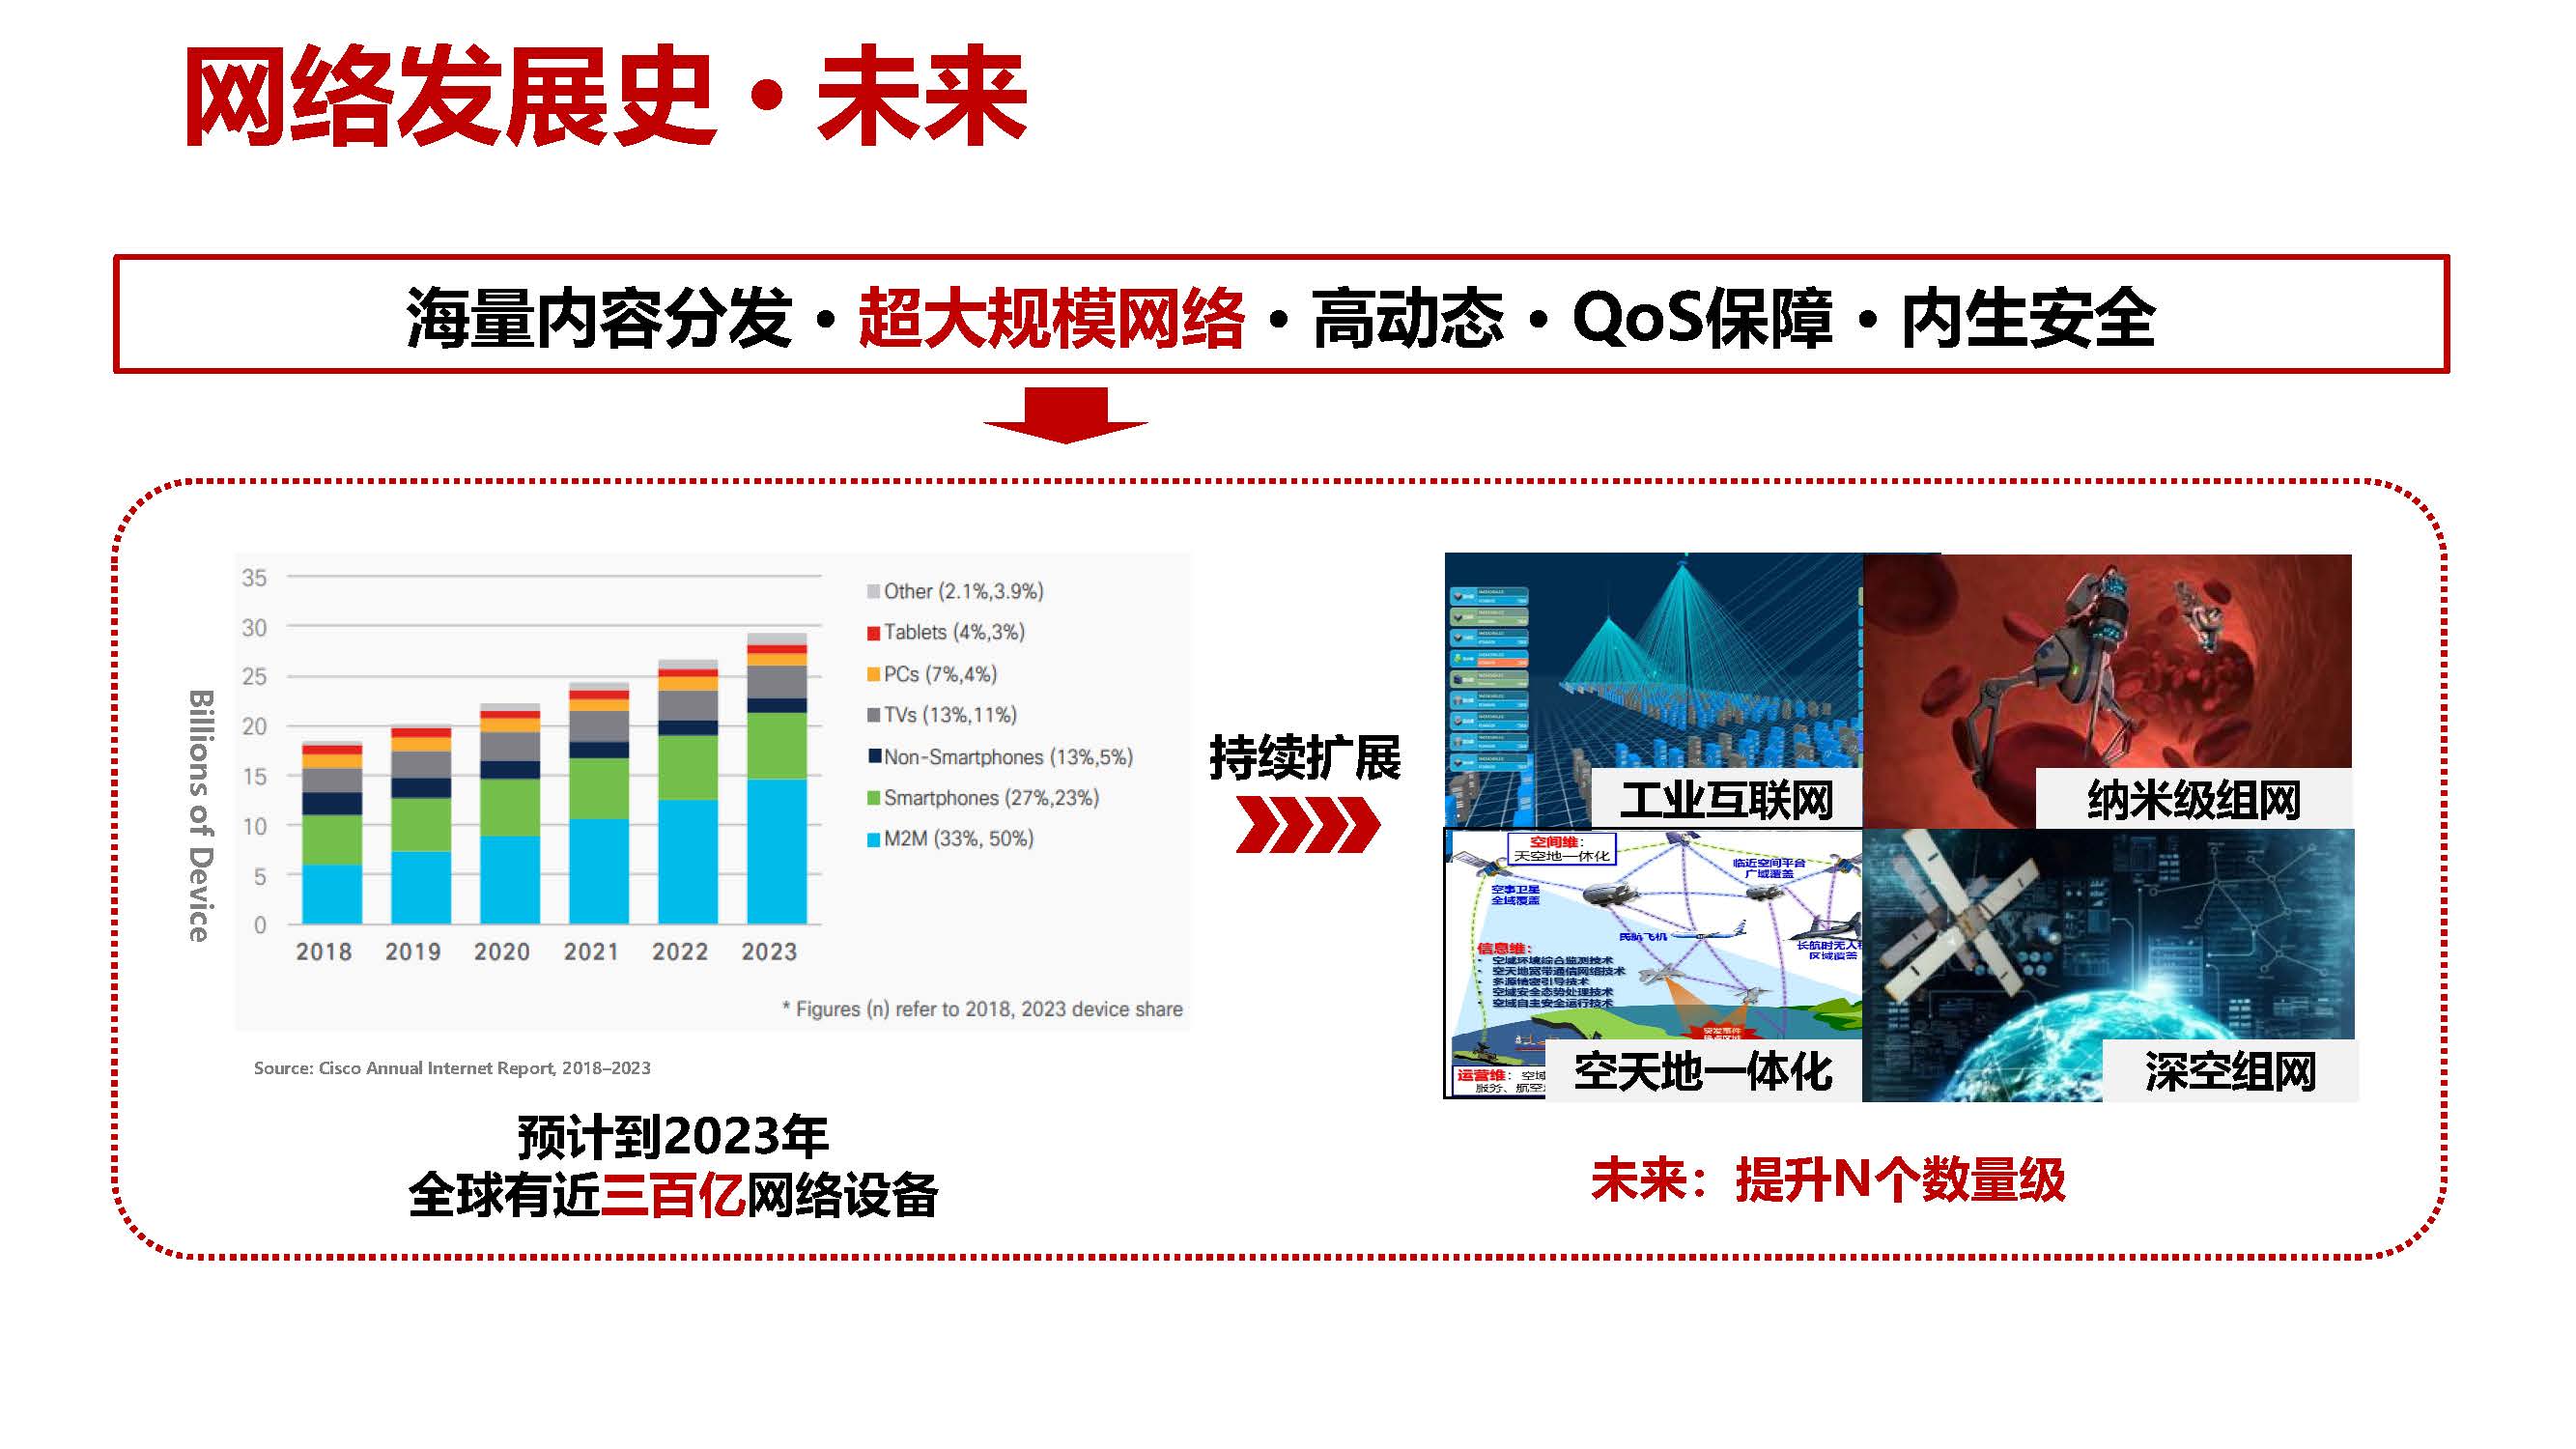 网络发展史·未来
海量内容分发·超大规模网络·高动态·QoS保障·内生安全
Billions of Device
35
30
25
20
15
10
5
0
2018 2019 2020 2021 2022 2023
Other (2.1%,3.9%)
Tablets (4%,3%)
PCs (7%,4%)
TVs (13%,11%)
Non-Smartphones (13%,5%)
Smartphones (27%,23%)
M2M (33%, 50%)
* Figures (n) refer to 2018, 2023 device share
Source: Cisco Annual Internet Report, 2018–2023
预计到2023年
全球有近三百亿网络设备
持续扩展
工业互联网
纳米级组网
空间维：
天空地一体化
临近空间平台
广域覆盖
空事卫星
全域覆盖
民航飞机
长航时无人
区域覆盖
信息维：
空域环境综合监测技术
空天地宽带通信网络技术
多源精密引导技术
空域安全态势处理技术
空域自主安全运行技术
突发事件
运营维：空域
服务、航空
空天地一体化
深空组网
未来：提升N个数量级